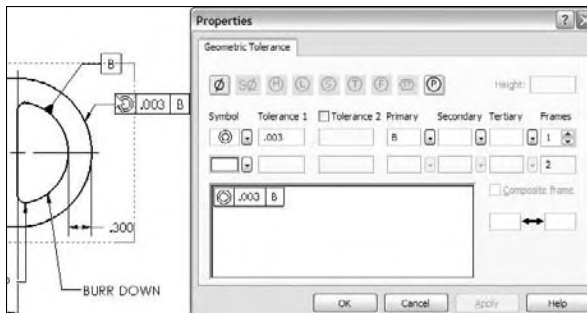 B
.003 B
.300
BURR DOWN
Properties
Geometric Tolerance
Ø SØ M L S T F P
Height:
Symbol Tolerance 1 Tolerance 2 Primary Secondary Tertiary Frames
.003 B 1
2
.003 B
Composite frame
OK Cancel Apply Help